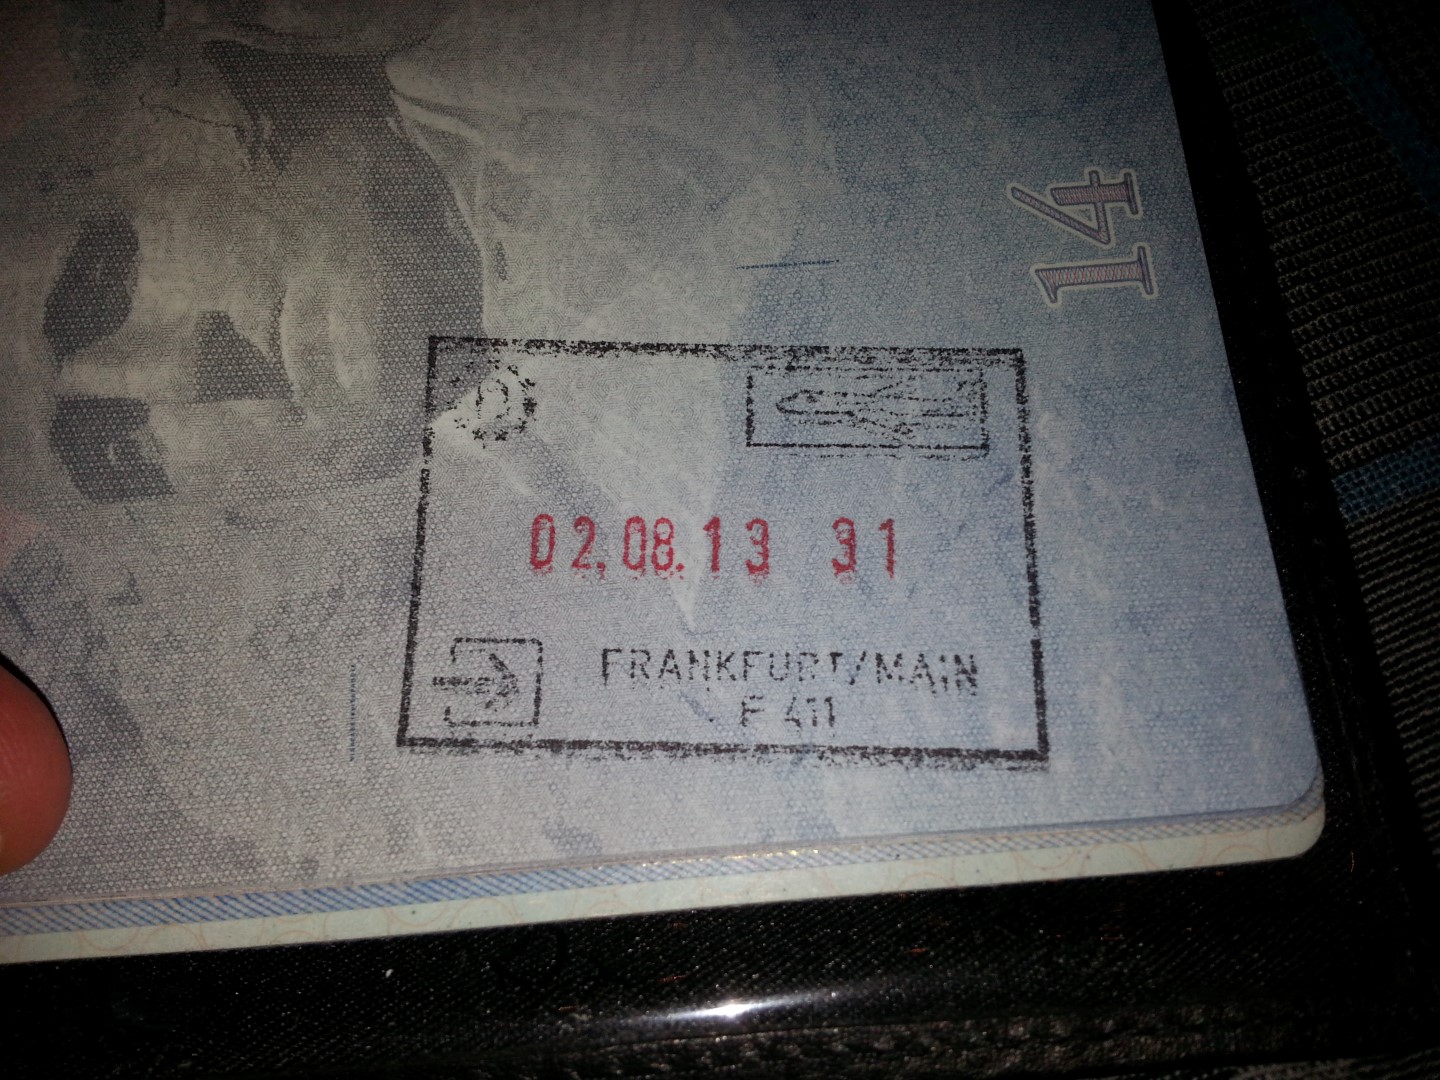 14
D
02.08.13 31
FRANKFURT/MAIN
F 411